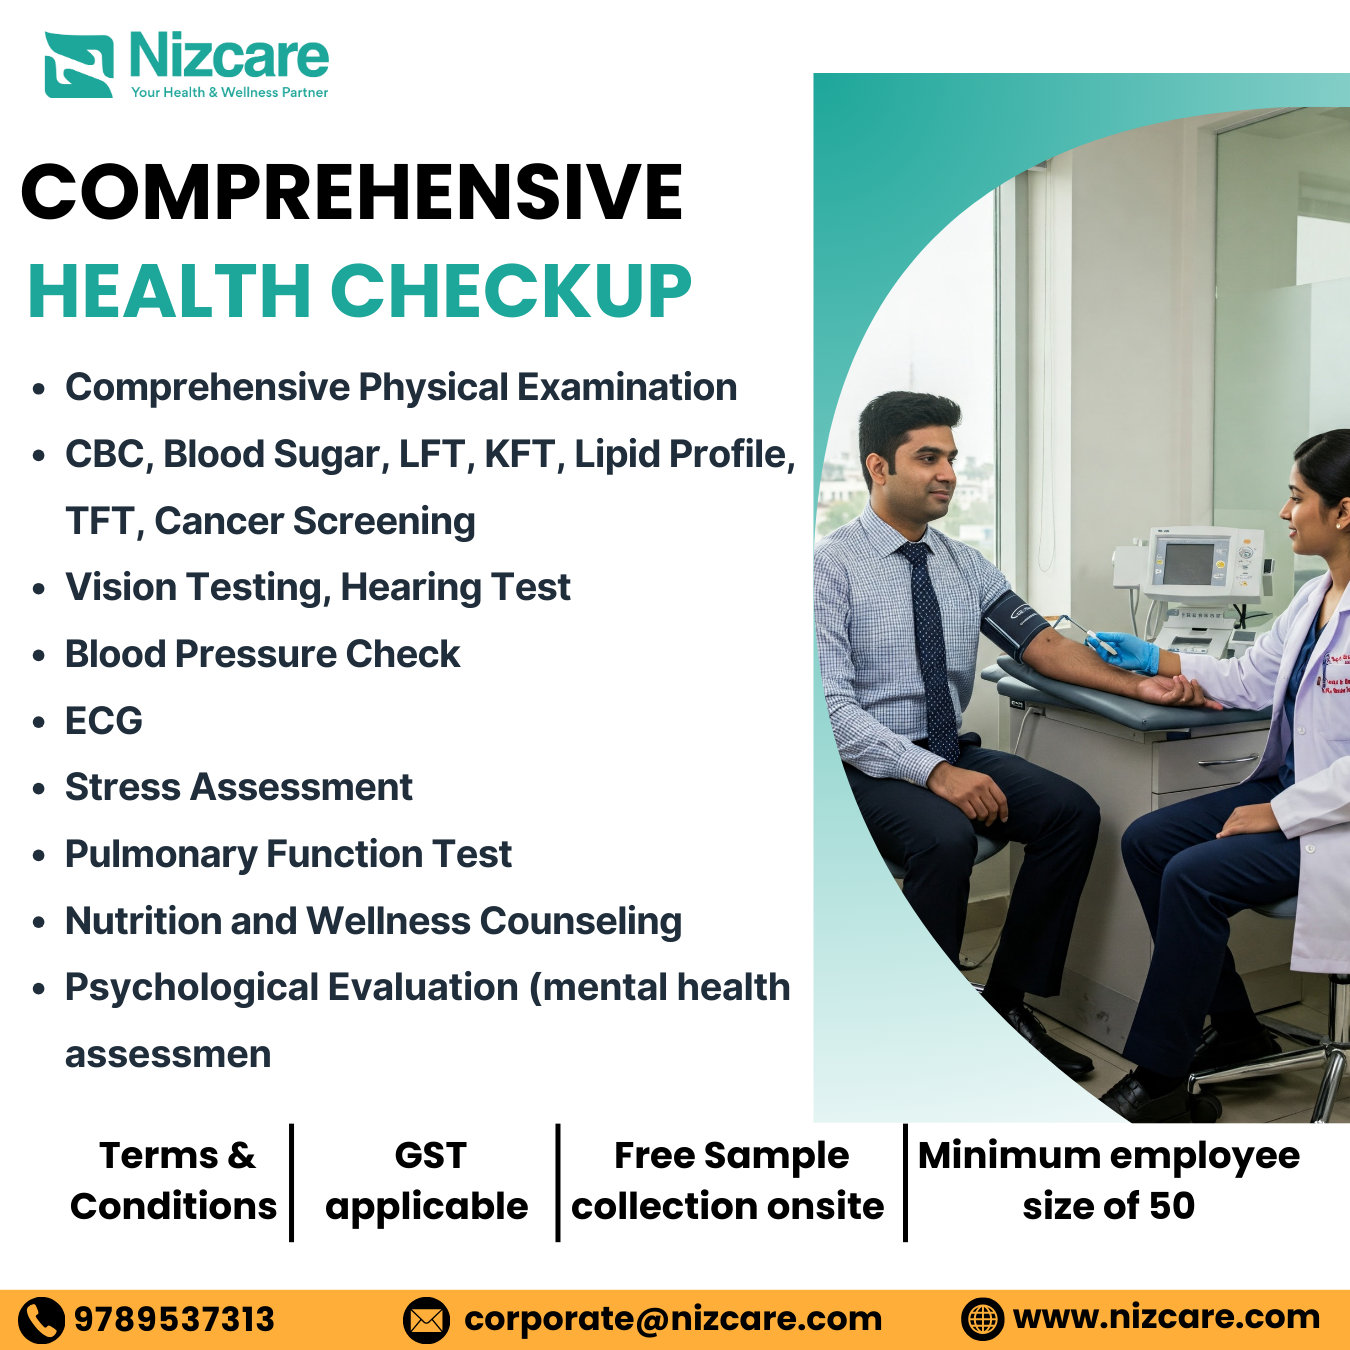 Nizcare
Your Health & Wellness Partner
COMPREHENSIVE
HEALTH CHECKUP
• Comprehensive Physical Examination
• CBC, Blood Sugar, LFT, KFT, Lipid Profile,
TFT, Cancer Screening
• Vision Testing, Hearing Test
• Blood Pressure Check
• ECG
• Stress Assessment
• Pulmonary Function Test
• Nutrition and Wellness Counseling
• Psychological Evaluation (mental health
assessmen
Terms &
Conditions
GST
applicable
Free Sample
collection onsite
Minimum employee
size of 50
9789537313
corporate@nizcare.com
www.nizcare.com